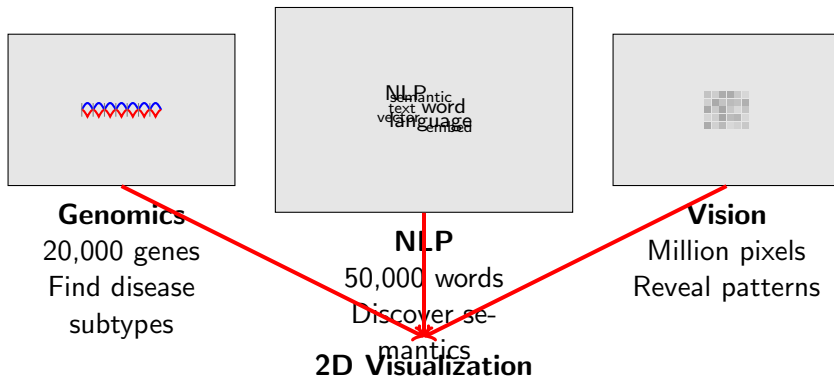 NLP
semantic
text word
vector
language
embed
Genomics
20,000 genes
Find disease
subtypes
NLP
50,000 words
Discover se-
mantics
Vision
Million pixels
Reveal patterns
2D Visualization